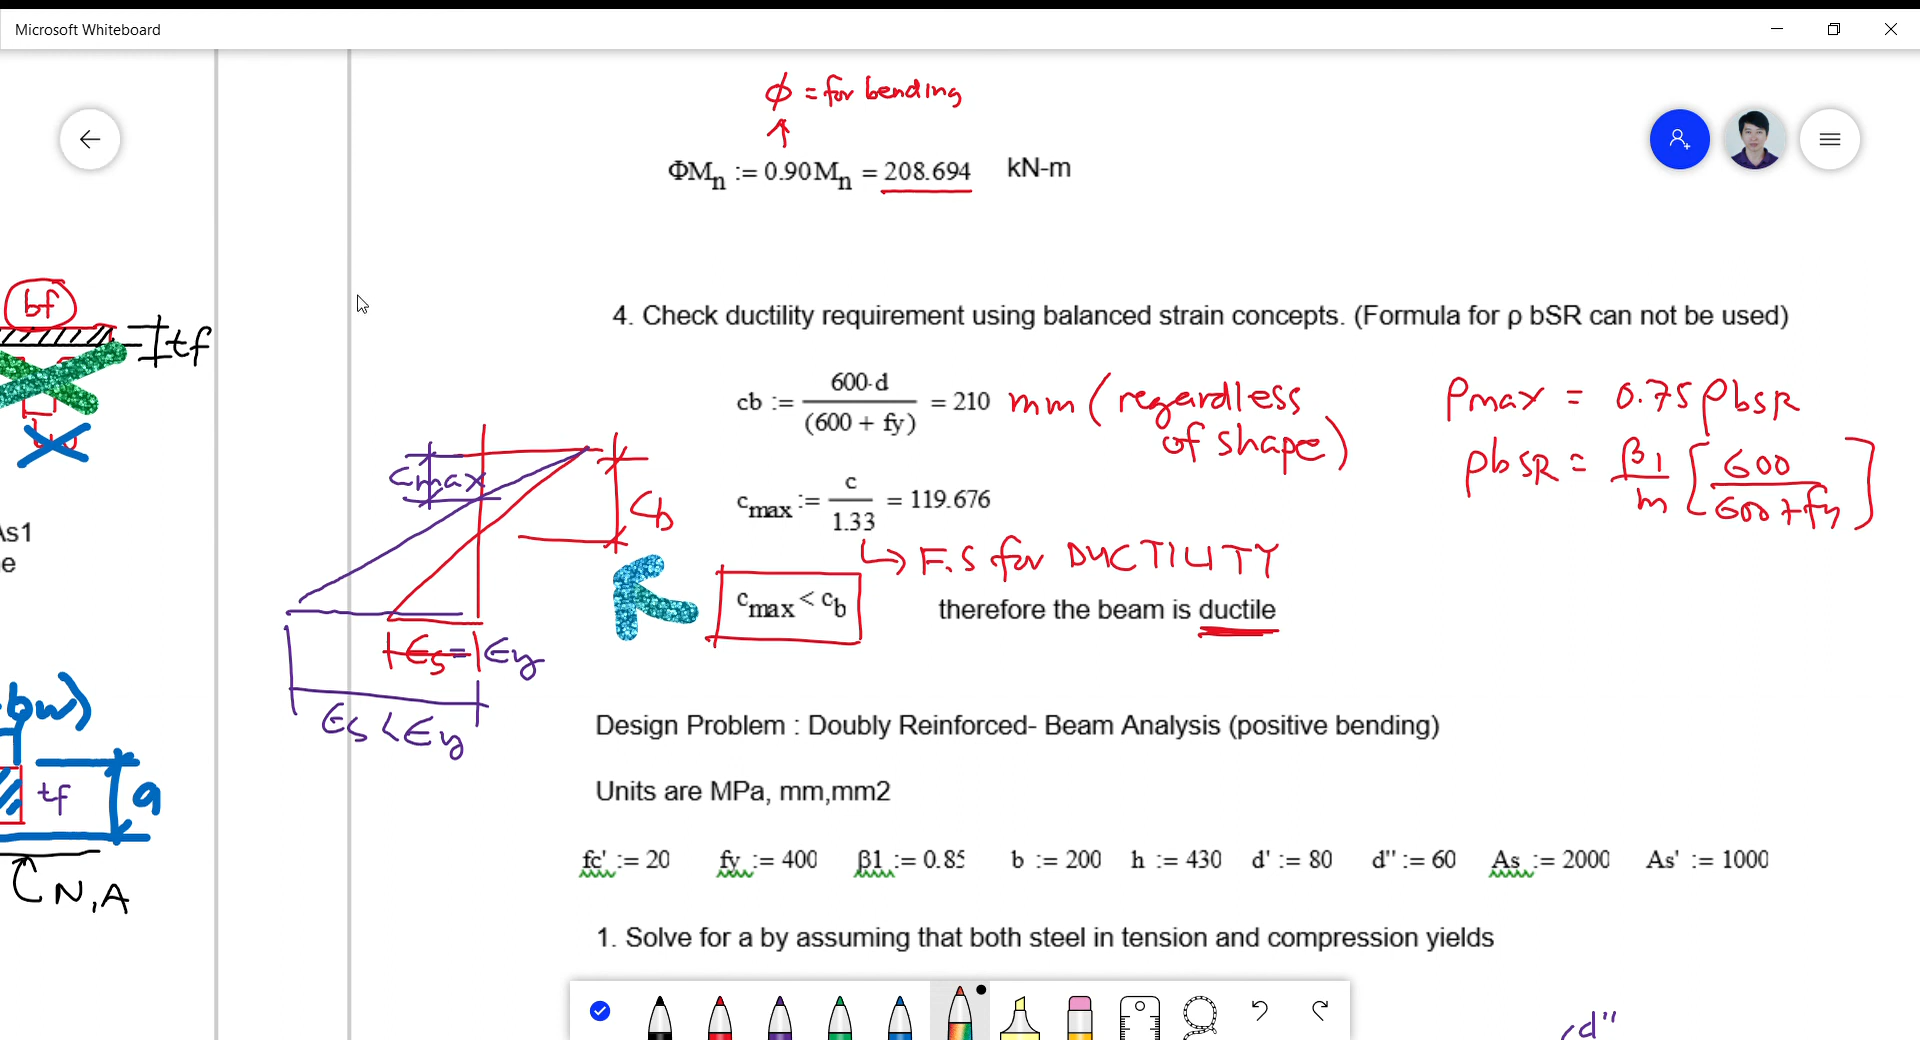 Microsoft Whiteboard
ϕ = for bending
ΦMn := 0.90Mn = 208.694 kN-m
bf
tf
4. Check ductility requirement using balanced strain concepts. (Formula for ρ bSR can not be used)
cb := 600·d / (600 + fy) = 210 mm (regardless of shape)
ρmax = 0.75 ρbSR
ρbSR = β1/m [600 / 600+fy]
cmax
cb
cmax := c / 1.33 = 119.676
As1
e
F.S for DUCTILITY
cmax < cb therefore the beam is ductile
Es = Ey
Es < Ey
bw)
Design Problem : Doubly Reinforced- Beam Analysis (positive bending)
Units are MPa, mm,mm2
tf
a
fc' := 20 fy := 400 β1 := 0.85 b := 200 h := 430 d' := 80 d'' := 60 As := 2000 As' := 1000
N.A
1. Solve for a by assuming that both steel in tension and compression yields
d''